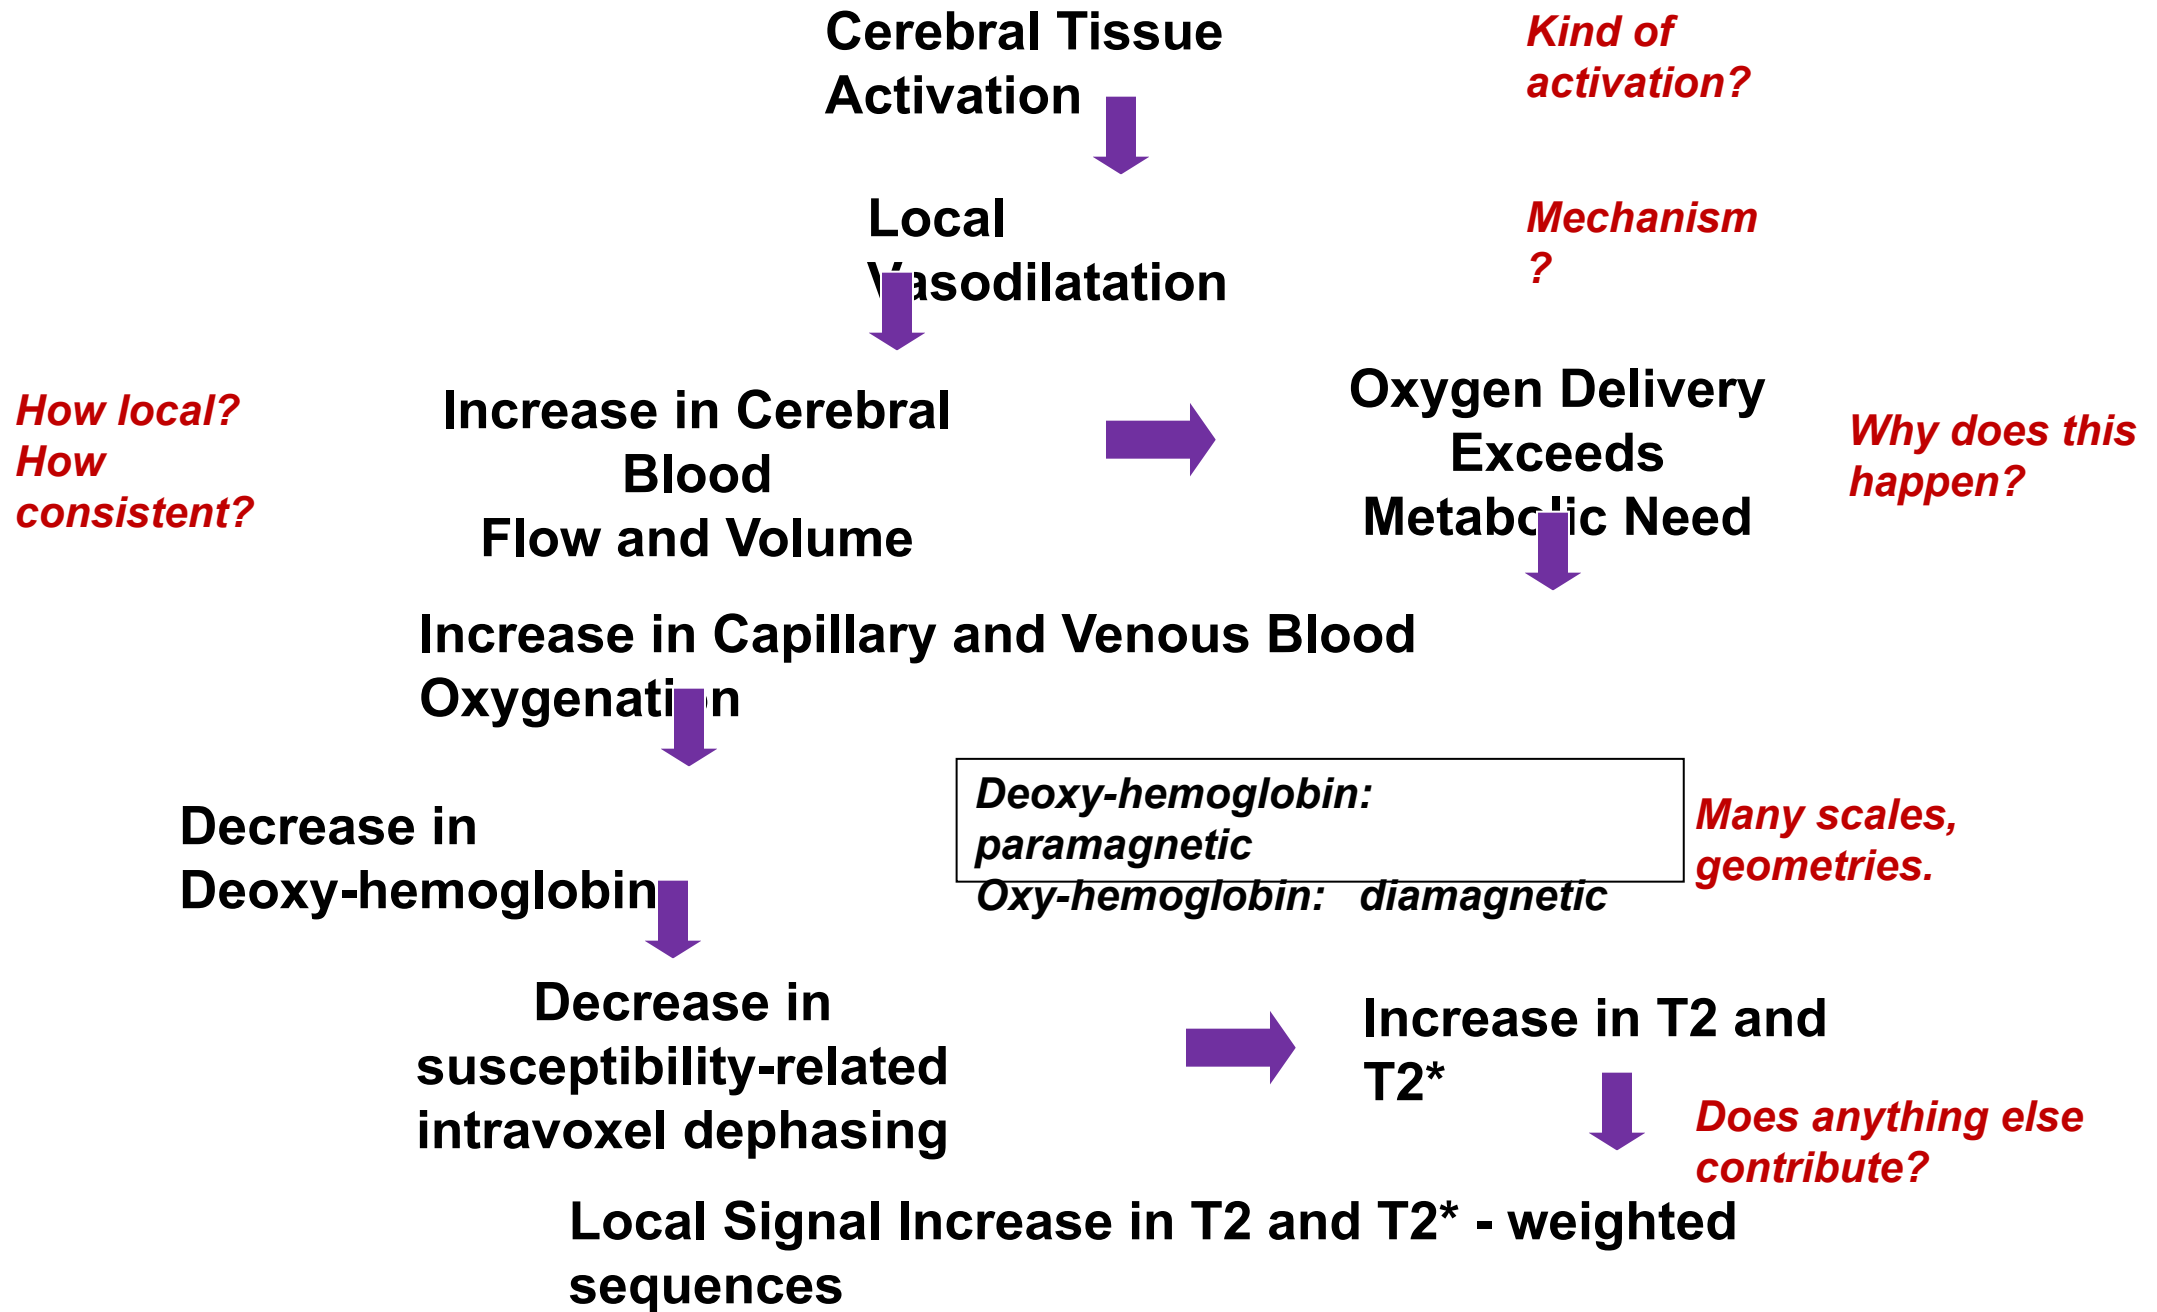 Cerebral Tissue
Activation
Kind of
activation?
Local
Vasodilatation
Mechanism
?
How local?
How
consistent?
Increase in Cerebral
Blood
Flow and Volume
Oxygen Delivery
Exceeds
Metabolic Need
Why does this
happen?
Increase in Capillary and Venous Blood
Oxygenation
Decrease in
Deoxy-hemoglobin
Deoxy-hemoglobin:
paramagnetic
Oxy-hemoglobin: diamagnetic
Many scales,
geometries.
Decrease in
susceptibility-related
intravoxel dephasing
Increase in T2 and
T2*
Does anything else
contribute?
Local Signal Increase in T2 and T2* - weighted
sequences